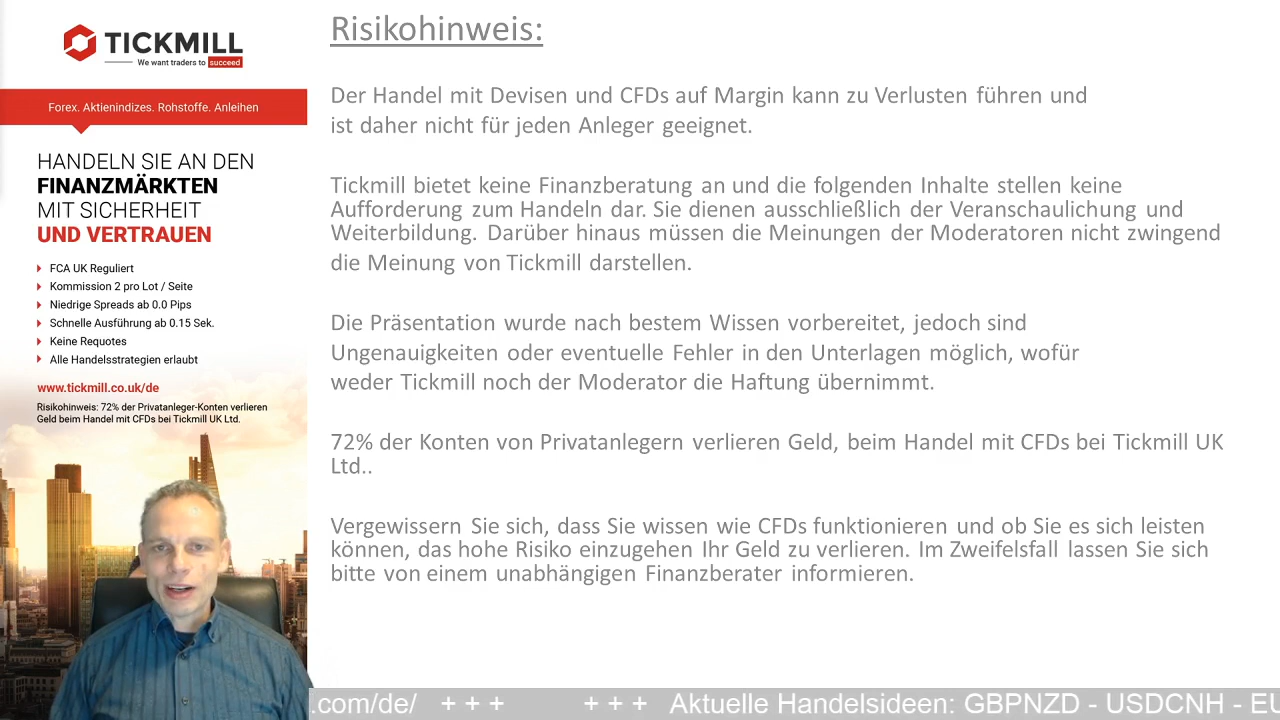 TICKMILL
We want traders to succeed
Forex. Aktienindizes. Rohstoffe. Anleihen
HANDELN SIE AN DEN
FINANZMÄRKTEN
MIT SICHERHEIT
UND VERTRAUEN
FCA UK Reguliert
Kommission 2 pro Lot / Seite
Niedrige Spreads ab 0.0 Pips
Schnelle Ausführung ab 0.15 Sek.
Keine Requotes
Alle Handelsstrategien erlaubt
www.tickmill.co.uk/de
Risikohinweis: 72% der Privatanleger-Konten verlieren
Geld beim Handel mit CFDs bei Tickmill UK Ltd.
Risikohinweis:
Der Handel mit Devisen und CFDs auf Margin kann zu Verlusten führen und
ist daher nicht für jeden Anleger geeignet.
Tickmill bietet keine Finanzberatung an und die folgenden Inhalte stellen keine
Aufforderung zum Handeln dar. Sie dienen ausschließlich der Veranschaulichung und
Weiterbildung. Darüber hinaus müssen die Meinungen der Moderatoren nicht zwingend
die Meinung von Tickmill darstellen.
Die Präsentation wurde nach bestem Wissen vorbereitet, jedoch sind
Ungenauigkeiten oder eventuelle Fehler in den Unterlagen möglich, wofür
weder Tickmill noch der Moderator die Haftung übernimmt.
72% der Konten von Privatanlegern verlieren Geld, beim Handel mit CFDs bei Tickmill UK
Ltd..
Vergewissern Sie sich, dass Sie wissen wie CFDs funktionieren und ob Sie es sich leisten
können, das hohe Risiko einzugehen Ihr Geld zu verlieren. Im Zweifelsfall lassen Sie sich
bitte von einem unabhängigen Finanzberater informieren.
.com/de/ + + + + + + Aktuelle Handelsideen: GBPNZD - USDCNH - EU